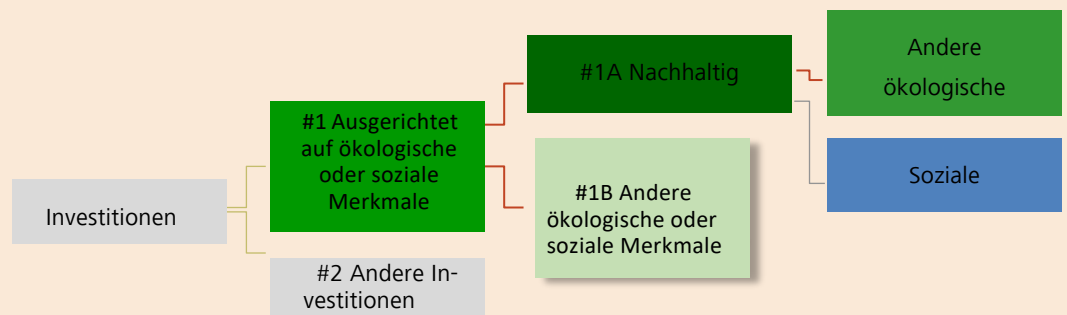 Investitionen
#1 Ausgerichtet
auf ökologische
oder soziale
Merkmale
#2 Andere In-
vestitionen
#1A Nachhaltig
#1B Andere
ökologische oder
soziale Merkmale
Andere
ökologische
Soziale